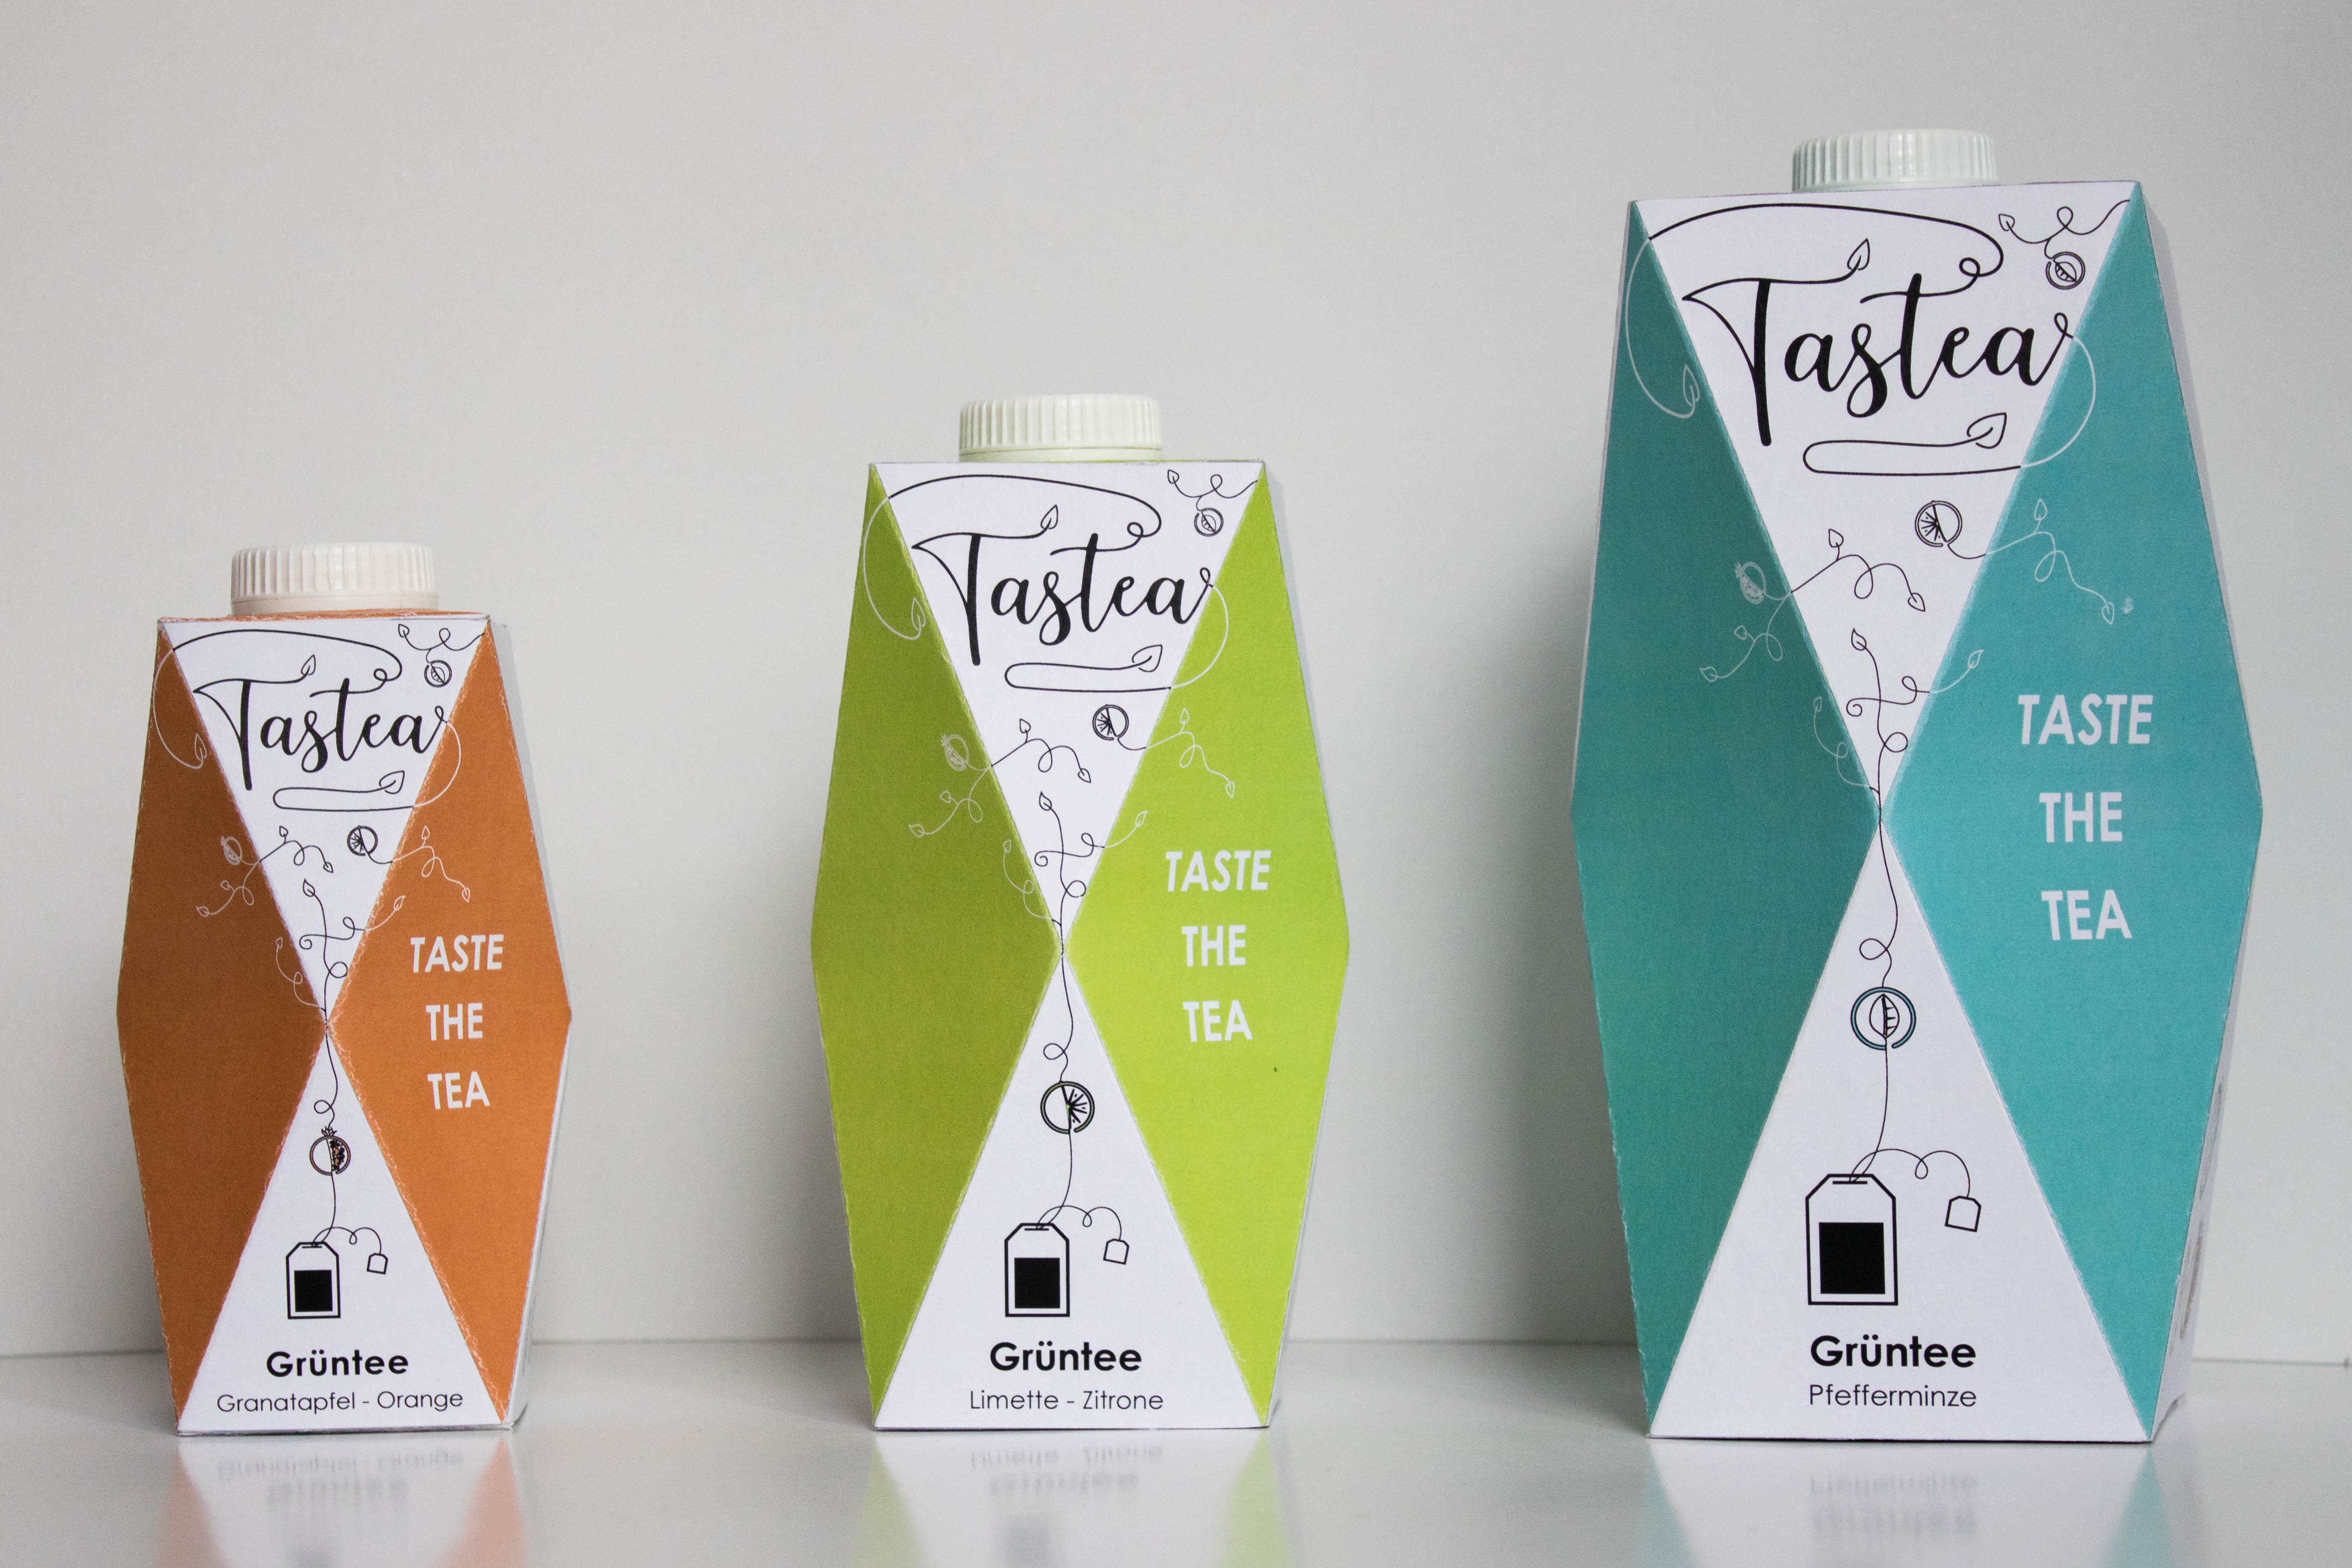 Tastea
TASTE
THE
TEA
Grüntee
Granatapfel - Orange
Tastea
TASTE
THE
TEA
Grüntee
Limette - Zitrone
Tastea
TASTE
THE
TEA
Grüntee
Pfefferminze